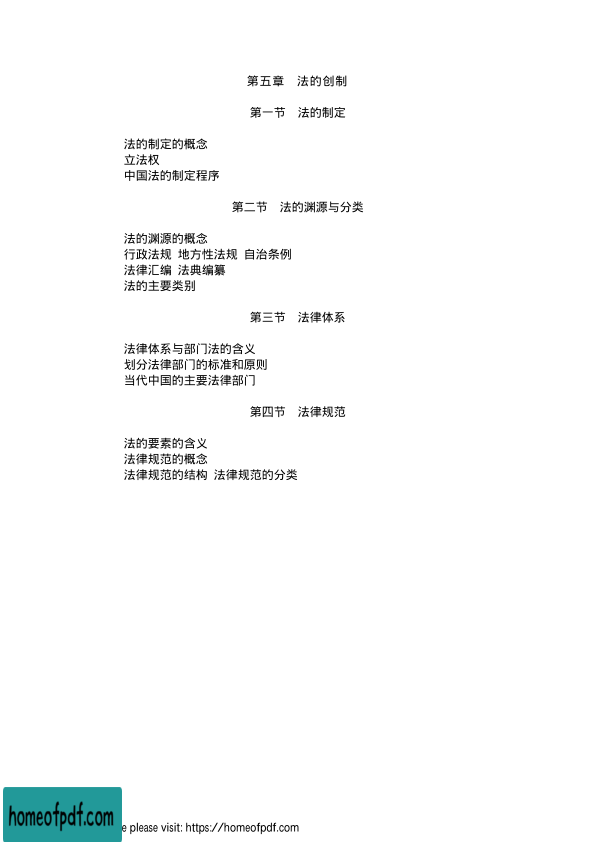 第五章　法的创制
第一节　法的制定
法的制定的概念
立法权
中国法的制定程序
第二节　法的渊源与分类
法的渊源的概念
行政法规 地方性法规 自治条例
法律汇编 法典编纂
法的主要类别
第三节　法律体系
法律体系与部门法的含义
划分法律部门的标准和原则
当代中国的主要法律部门
第四节　法律规范
法的要素的含义
法律规范的概念
法律规范的结构 法律规范的分类
homeofpdf.com
e please visit: https://homeofpdf.com